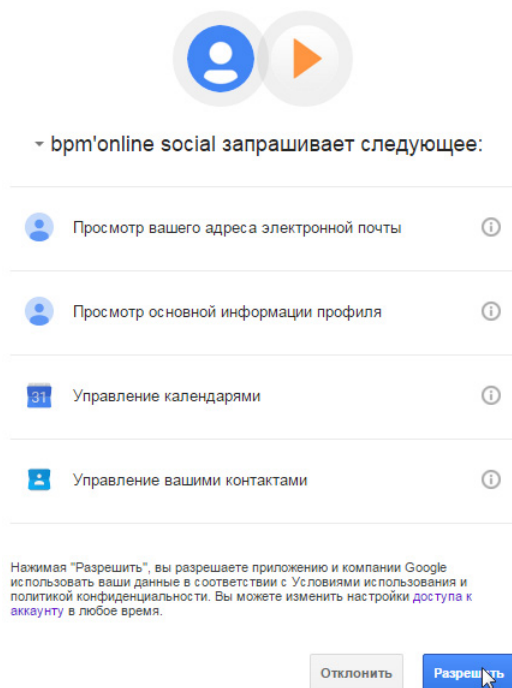 bpm'online social запрашивает следующее:
Просмотр вашего адреса электронной почты
Просмотр основной информации профиля
31 Управление календарями
Управление вашими контактами
Нажимая "Разрешить", вы разрешаете приложению и компании Google
использовать ваши данные в соответствии с Условиями использования и
политикой конфиденциальности. Вы можете изменить настройки доступа к
аккаунту в любое время.
Отклонить Разрешить